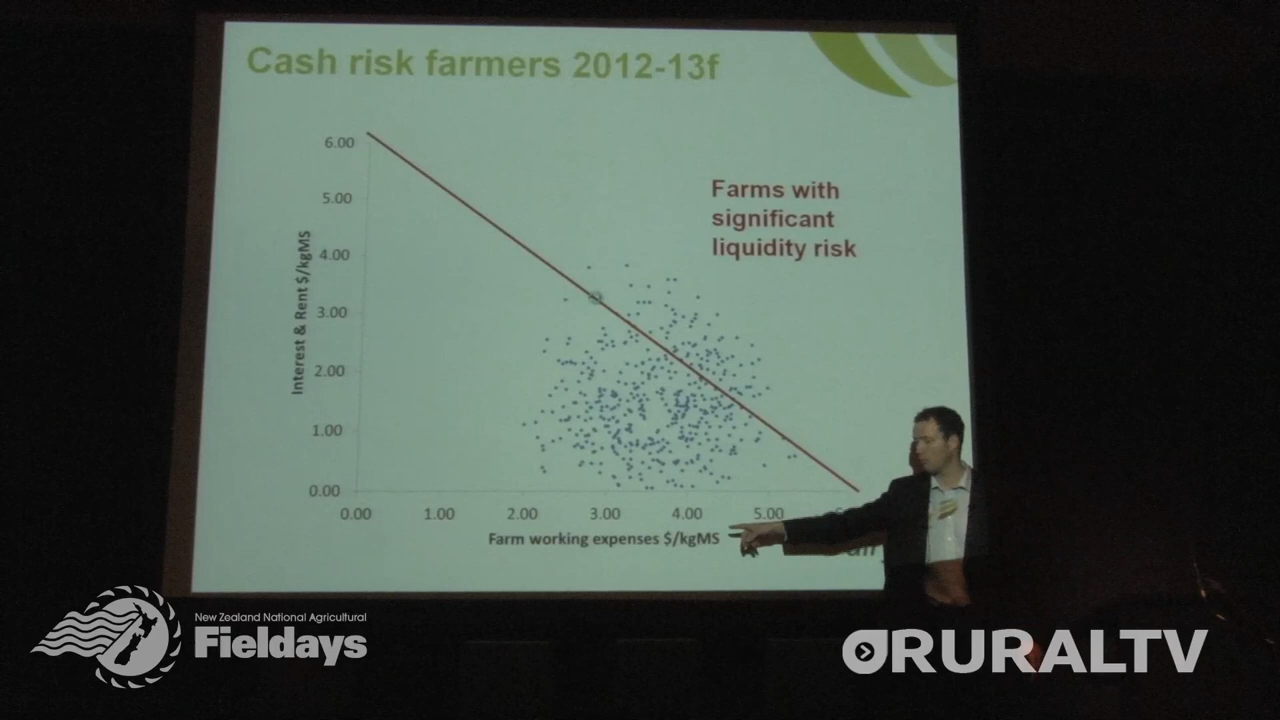 Cash risk farmers 2012-13f
6.00
5.00
4.00
3.00
2.00
1.00
0.00
Interest & Rent $/kgMS
Farms with
significant
liquidity risk
0.00 1.00 2.00 3.00 4.00 5.00
Farm working expenses $/kgMS
New Zealand National Agricultural
Fieldays
RURALTV